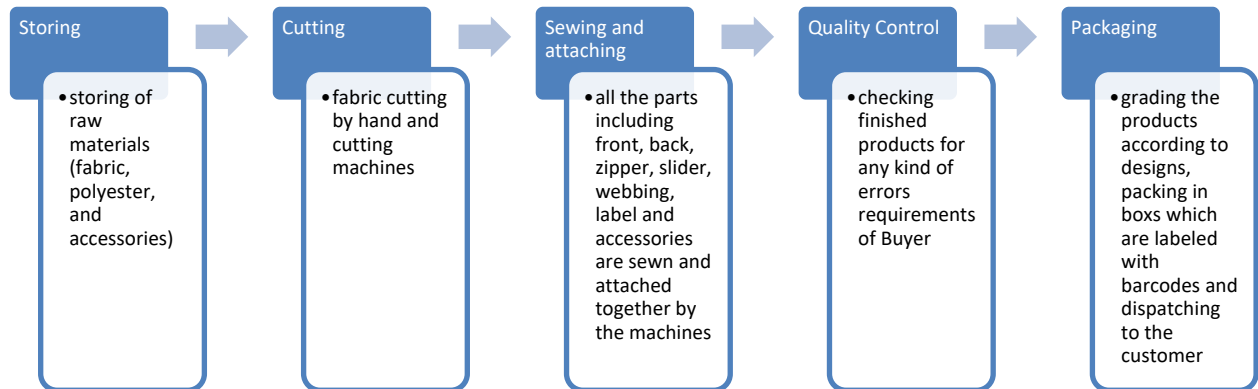 Storing
•storing of
raw
materials
(fabric,
polyester,
and
accessories)
Cutting
•fabric cutting
by hand and
cutting
machines
Sewing and
attaching
•all the parts
including
front, back,
zipper, slider,
webbing,
label and
accessories
are sewn and
attached
together by
the machines
Quality Control
•checking
finished
products for
any kind of
errors
requirements
of Buyer
Packaging
•grading the
products
according to
designs,
packing in
boxs which
are labeled
with
barcodes and
dispatching
to the
customer